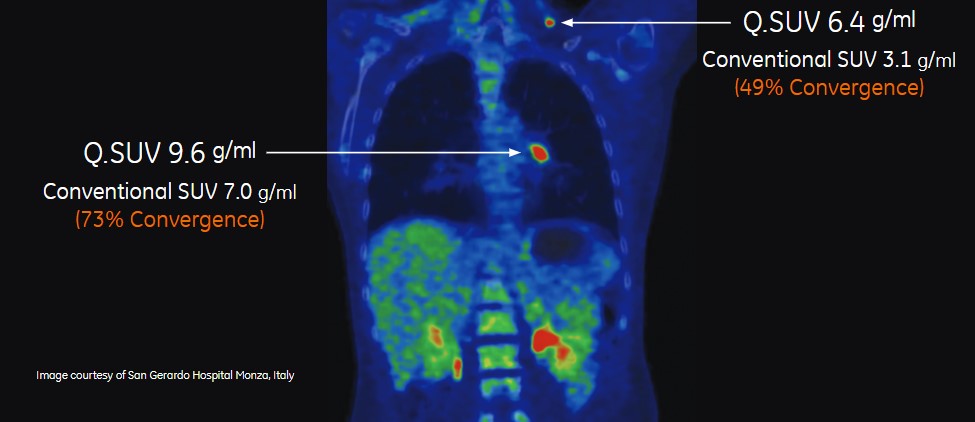 Q.SUV 6.4 g/ml
Conventional SUV 3.1 g/ml
(49% Convergence)
Q.SUV 9.6 g/ml
Conventional SUV 7.0 g/ml
(73% Convergence)
Image courtesy of San Gerardo Hospital Monza, Italy